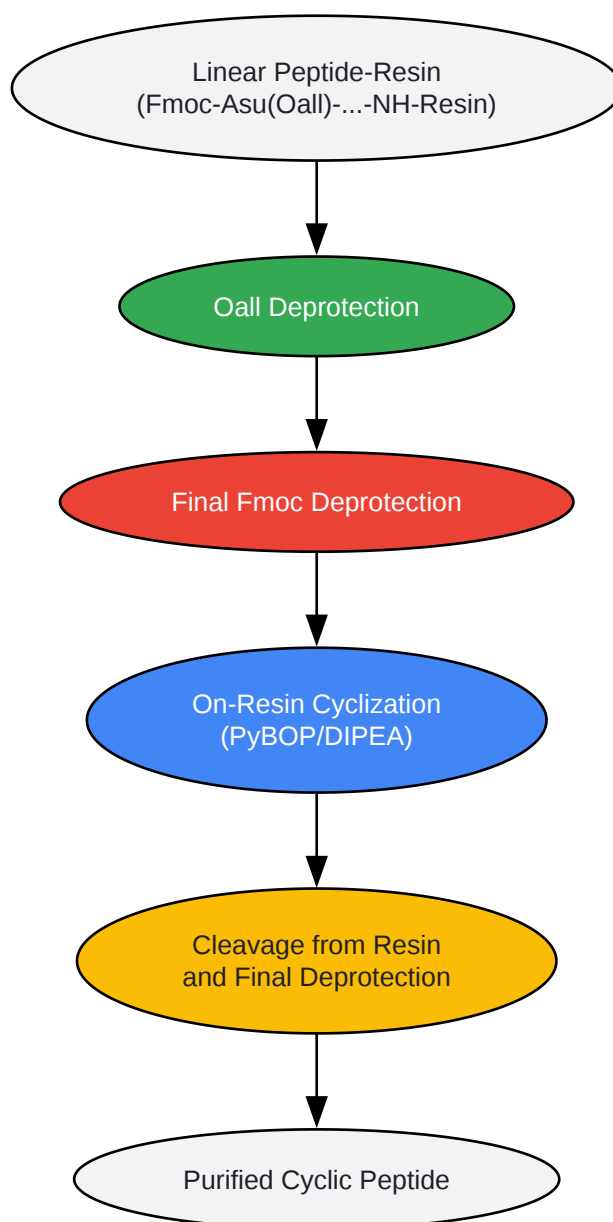 Linear Peptide-Resin
(Fmoc-Asu(Oall)-...-NH-Resin)
Oall Deprotection
Final Fmoc Deprotection
On-Resin Cyclization
(PyBOP/DIPEA)
Cleavage from Resin
and Final Deprotection
Purified Cyclic Peptide